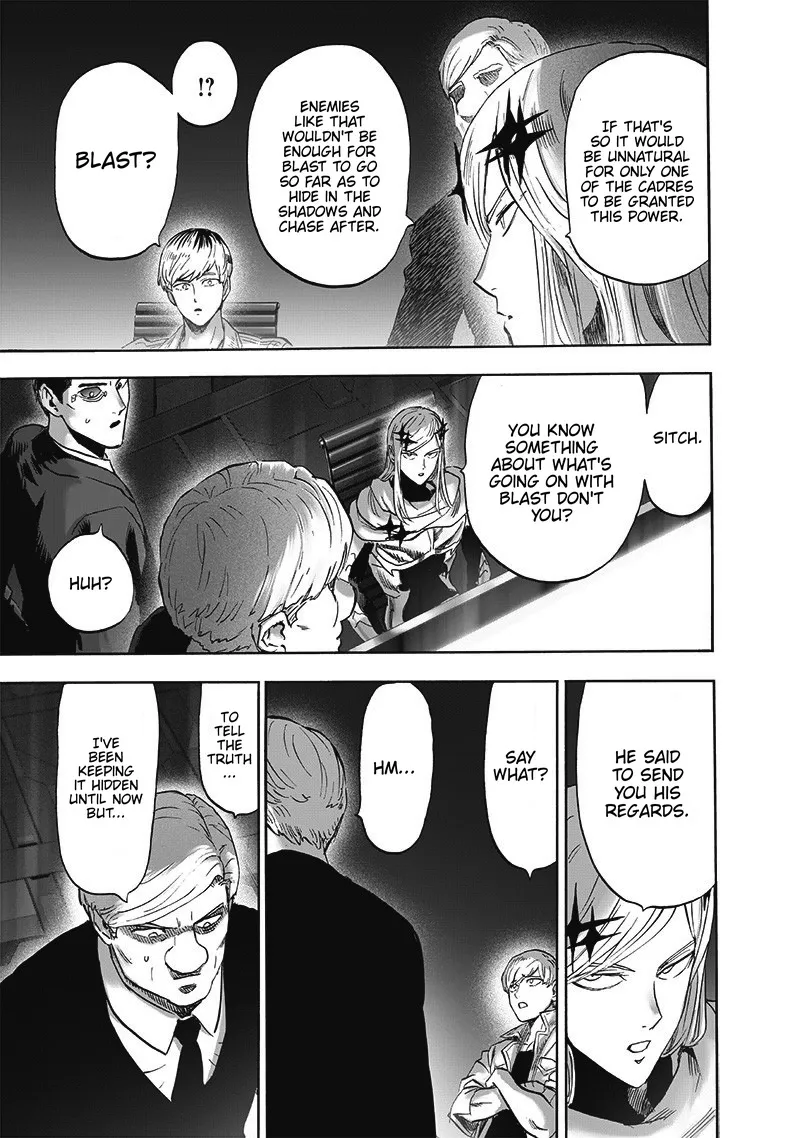 IF THAT'S
SO IT WOULD
BE UNNATURAL
FOR ONLY ONE
OF THE CADRES
TO BE GRANTED
THIS POWER.
ENEMIES
LIKE THAT
WOULDN'T BE
ENOUGH FOR
BLAST TO GO
SO FAR AS TO
HIDE IN THE
SHADOWS AND
CHASE AFTER.
!?
BLAST?
SITCH.
YOU KNOW
SOMETHING
ABOUT WHAT'S
GOING ON WITH
BLAST DON'T
YOU?
HUH?
HE SAID
TO SEND
YOU HIS
REGARDS.
SAY
WHAT?
HM...
TO
TELL
THE
TRUTH
...
I'VE
BEEN
KEEPING
IT HIDDEN
UNTIL NOW
BUT...